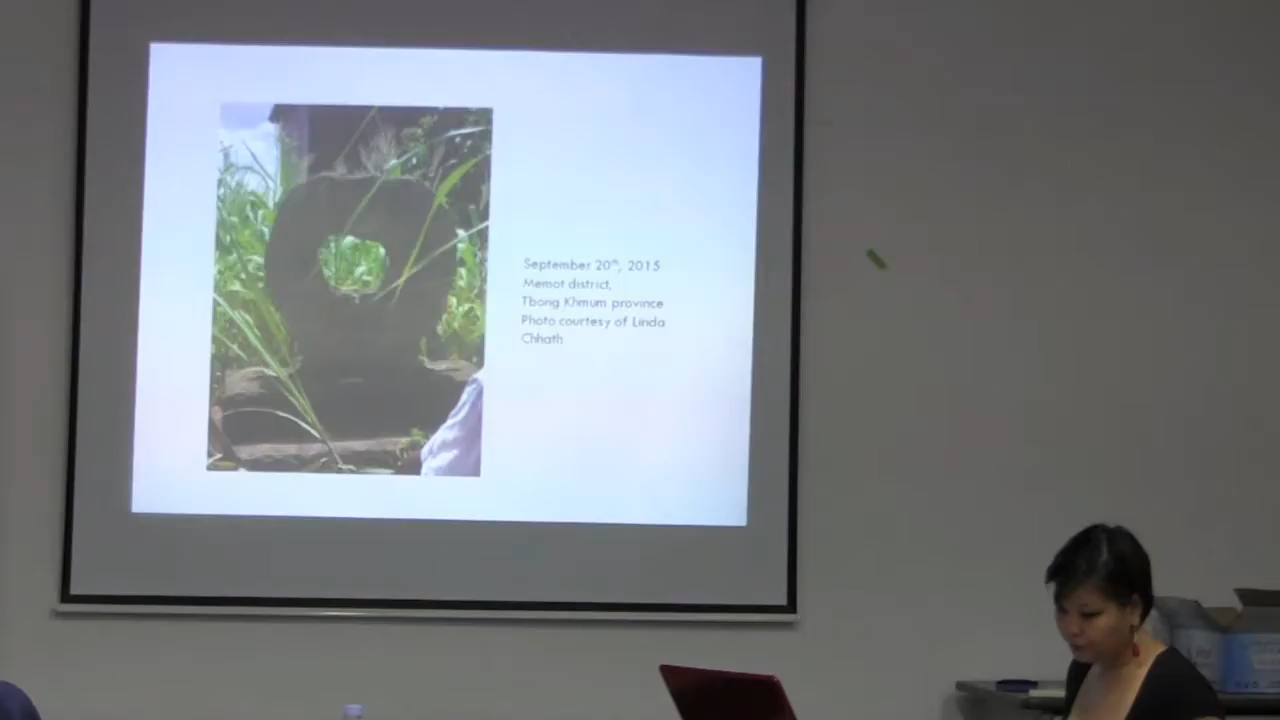 September 20th, 2015
Memot district,
Tbong Khmum province
Photo courtesy of Linda
Chhath